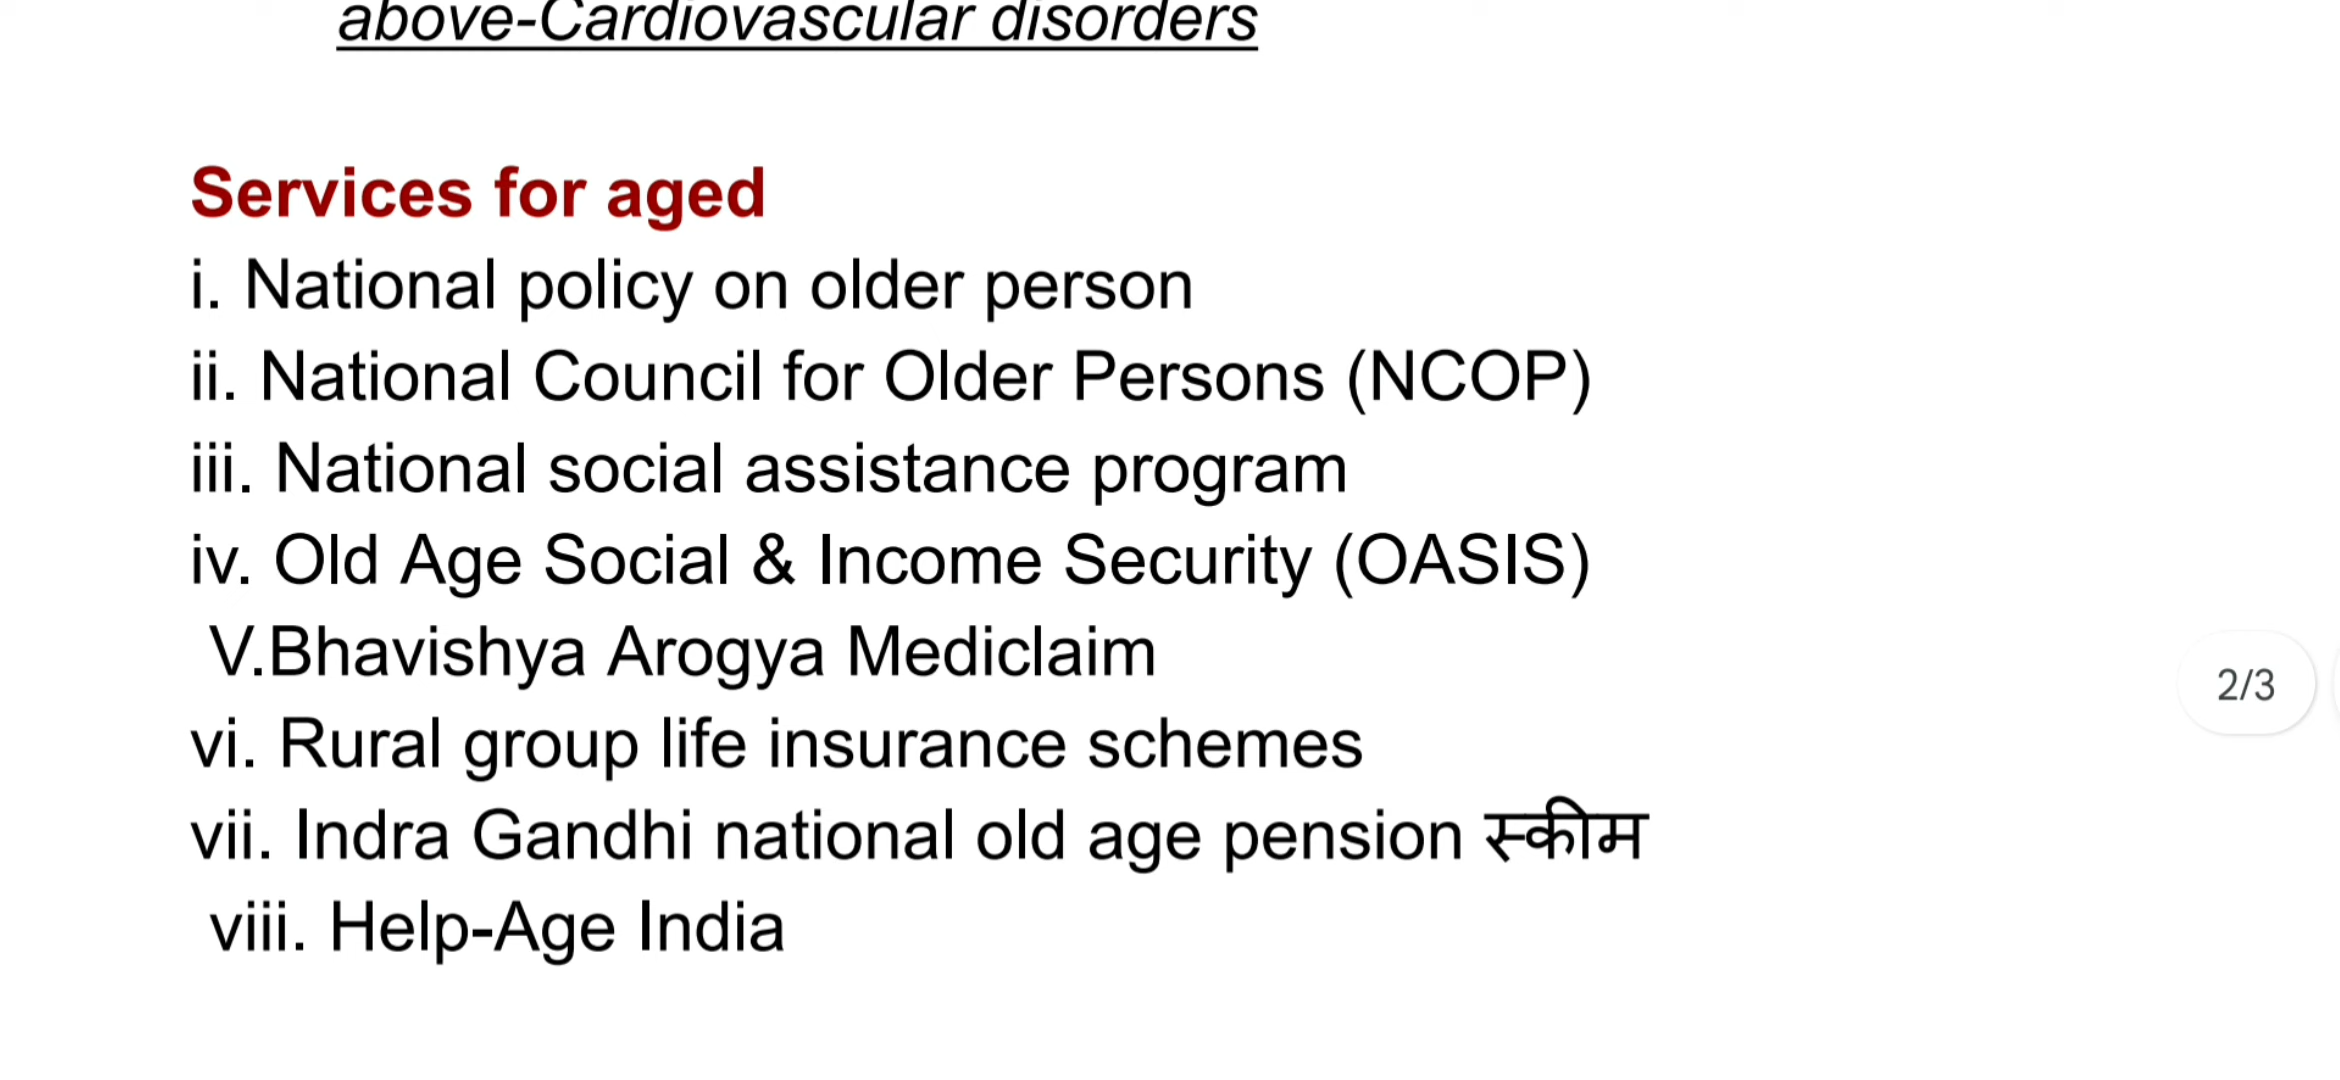 above-Cardiovascular disorders
Services for aged
i. National policy on older person
ii. National Council for Older Persons (NCOP)
iii. National social assistance program
iv. Old Age Social & Income Security (OASIS)
V.Bhavishya Arogya Mediclaim
2/3
vi. Rural group life insurance schemes
vii. Indra Gandhi national old age pension स्कीम
viii. Help-Age India